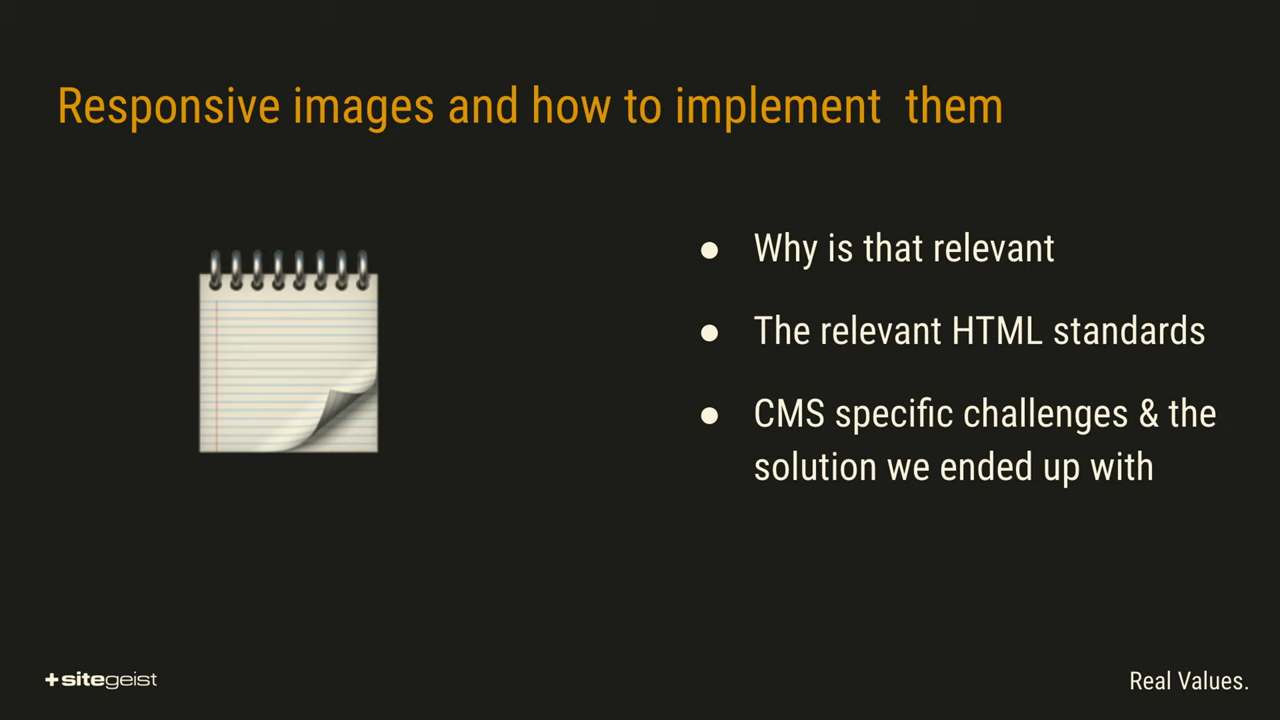 Responsive images and how to implement  them
● Why is that relevant
● The relevant HTML standards
● CMS specific challenges & the
solution we ended up with
+sitegeist
Real Values.